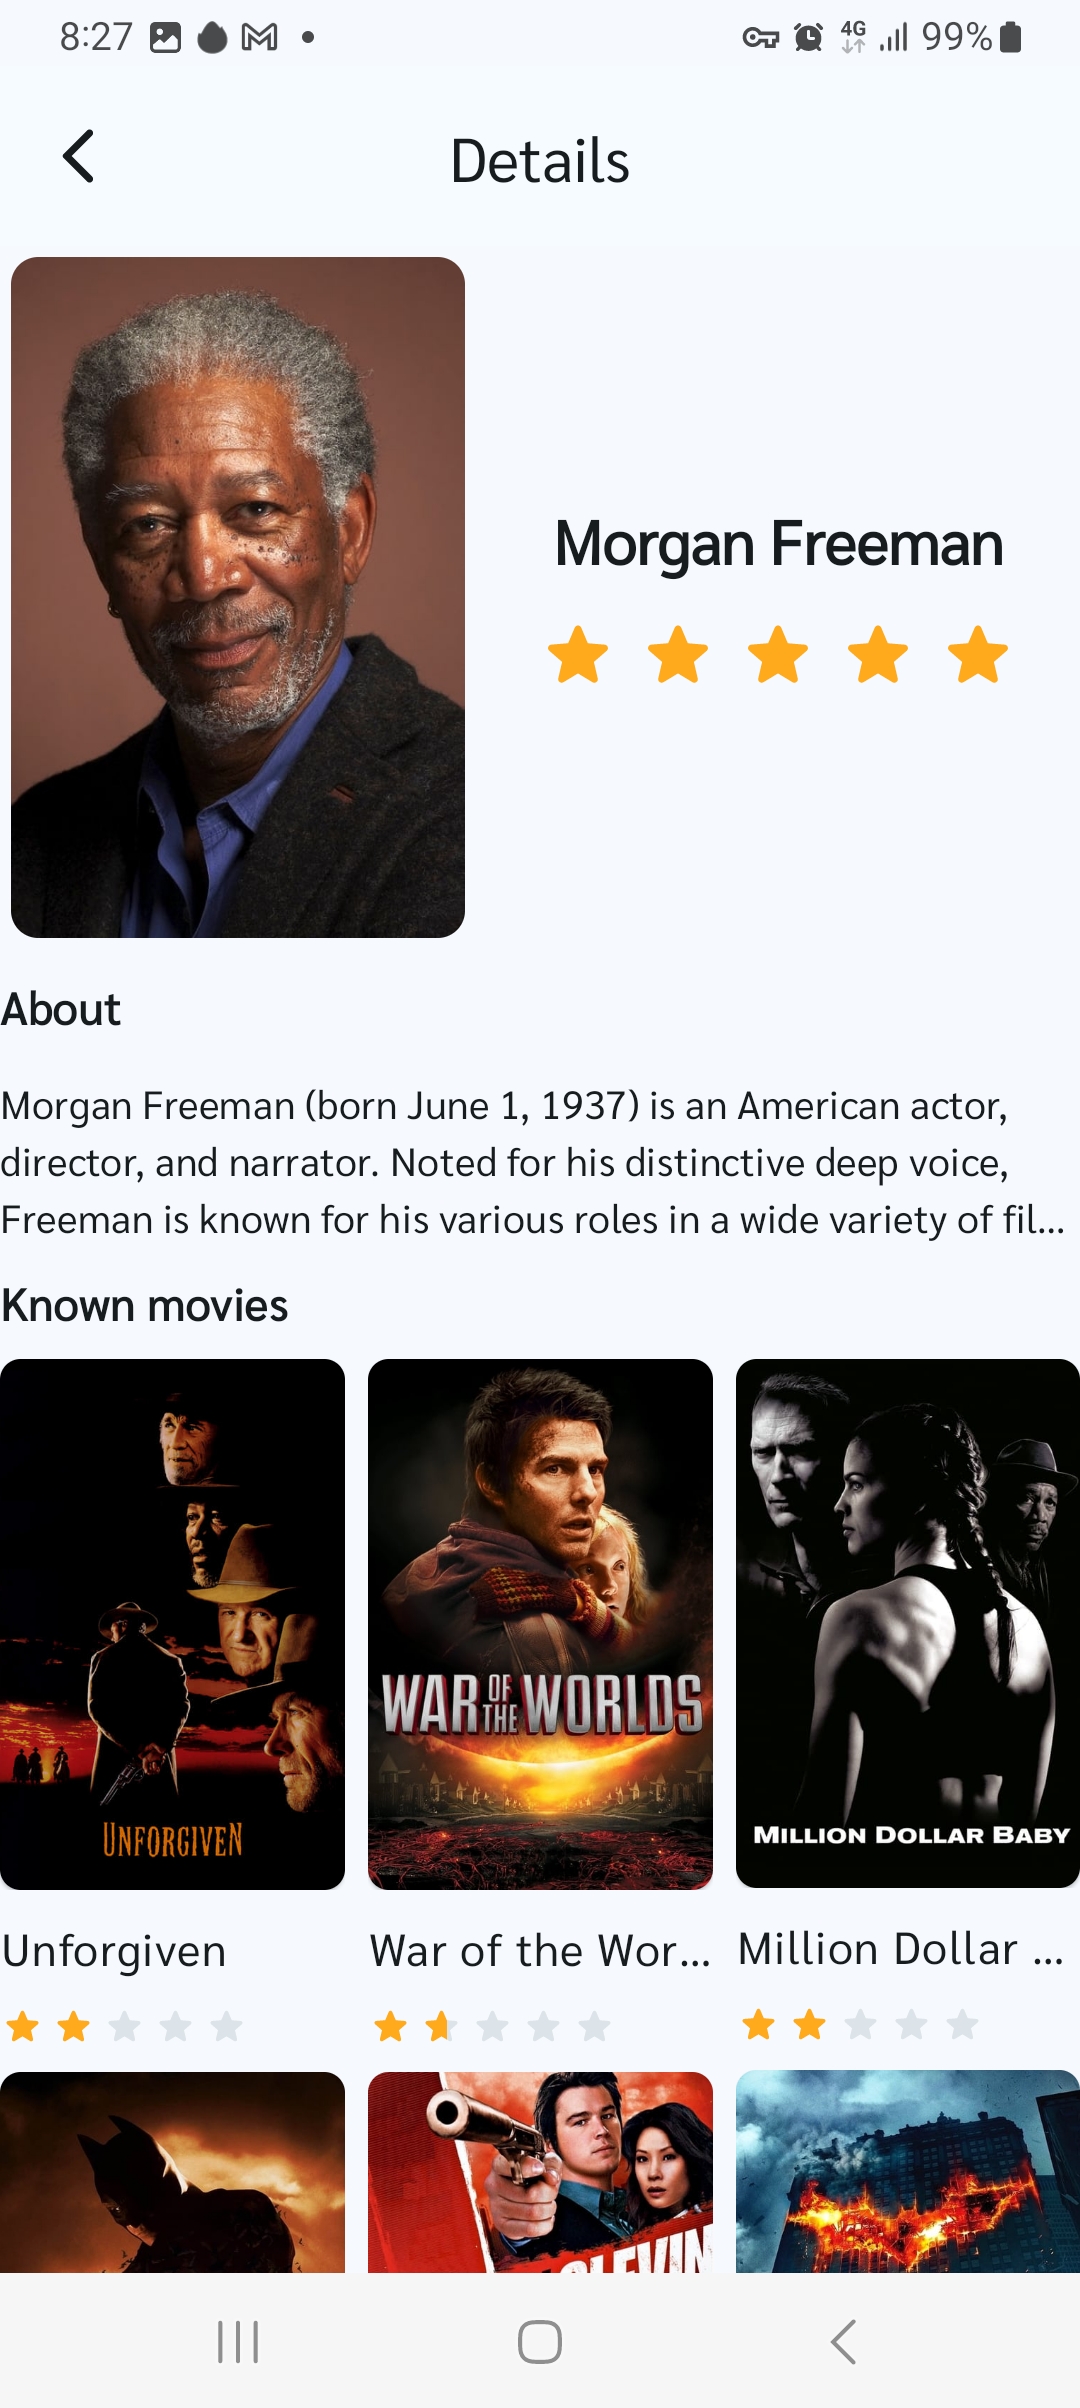 8:27
4G
99%
Details
Morgan Freeman
About
Morgan Freeman (born June 1, 1937) is an American actor,
director, and narrator. Noted for his distinctive deep voice,
Freeman is known for his various roles in a wide variety of fil...
Known movies
UNFORGIVEN
WAR OF THE WORLDS
MILLION DOLLAR BABY
Unforgiven
War of the Wor...
Million Dollar ...
SLEVIN